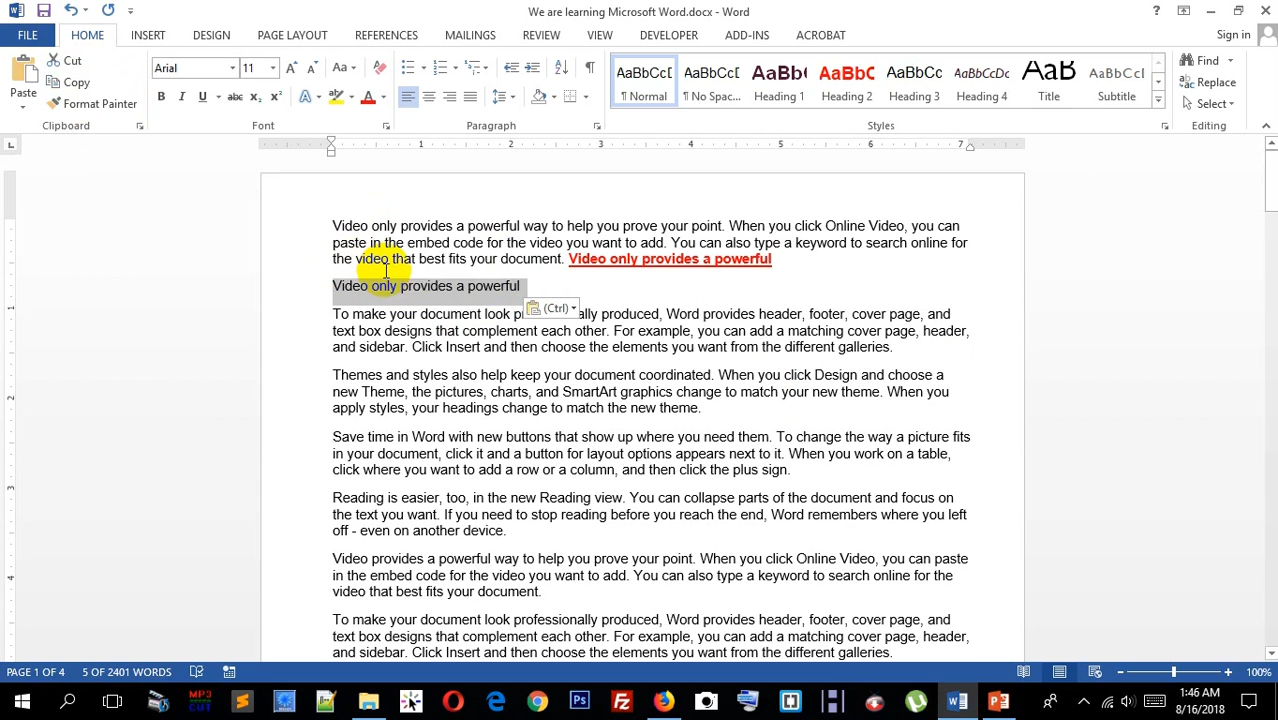 We are learning Microsoft Word.docx - Word
FILE HOME INSERT DESIGN PAGE LAYOUT REFERENCES MAILINGS REVIEW VIEW DEVELOPER ADD-INS ACROBAT Sign in
Paste
Cut
Copy
Format Painter
Clipboard
Arial 11
Font
Paragraph
AaBbCcI AaBbCcI AaBb( AaBbCc( AaBbCc AaBbCcDc AaB AaBbCcD
¶ Normal ¶ No Spac... Heading 1 Heading 2 Heading 3 Heading 4 Title Subtitle
Styles
Find
Replace
Select
Editing
1 2 3 4 5 6 7
Video only provides a powerful way to help you prove your point. When you click Online Video, you can
paste in the embed code for the video you want to add. You can also type a keyword to search online for
the video that best fits your document. Video only provides a powerful
Video only provides a powerful
(Ctrl)
To make your document look professionally produced, Word provides header, footer, cover page, and
text box designs that complement each other. For example, you can add a matching cover page, header,
and sidebar. Click Insert and then choose the elements you want from the different galleries.
Themes and styles also help keep your document coordinated. When you click Design and choose a
new Theme, the pictures, charts, and SmartArt graphics change to match your new theme. When you
apply styles, your headings change to match the new theme.
Save time in Word with new buttons that show up where you need them. To change the way a picture fits
in your document, click it and a button for layout options appears next to it. When you work on a table,
click where you want to add a row or a column, and then click the plus sign.
Reading is easier, too, in the new Reading view. You can collapse parts of the document and focus on
the text you want. If you need to stop reading before you reach the end, Word remembers where you left
off - even on another device.
Video provides a powerful way to help you prove your point. When you click Online Video, you can paste
in the embed code for the video you want to add. You can also type a keyword to search online for the
video that best fits your document.
To make your document look professionally produced, Word provides header, footer, cover page, and
text box designs that complement each other. For example, you can add a matching cover page, header,
and sidebar. Click Insert and then choose the elements you want from the different galleries.
PAGE 1 OF 4 5 OF 2401 WORDS 100%
MP3 CUT
1:46 AM
8/16/2018